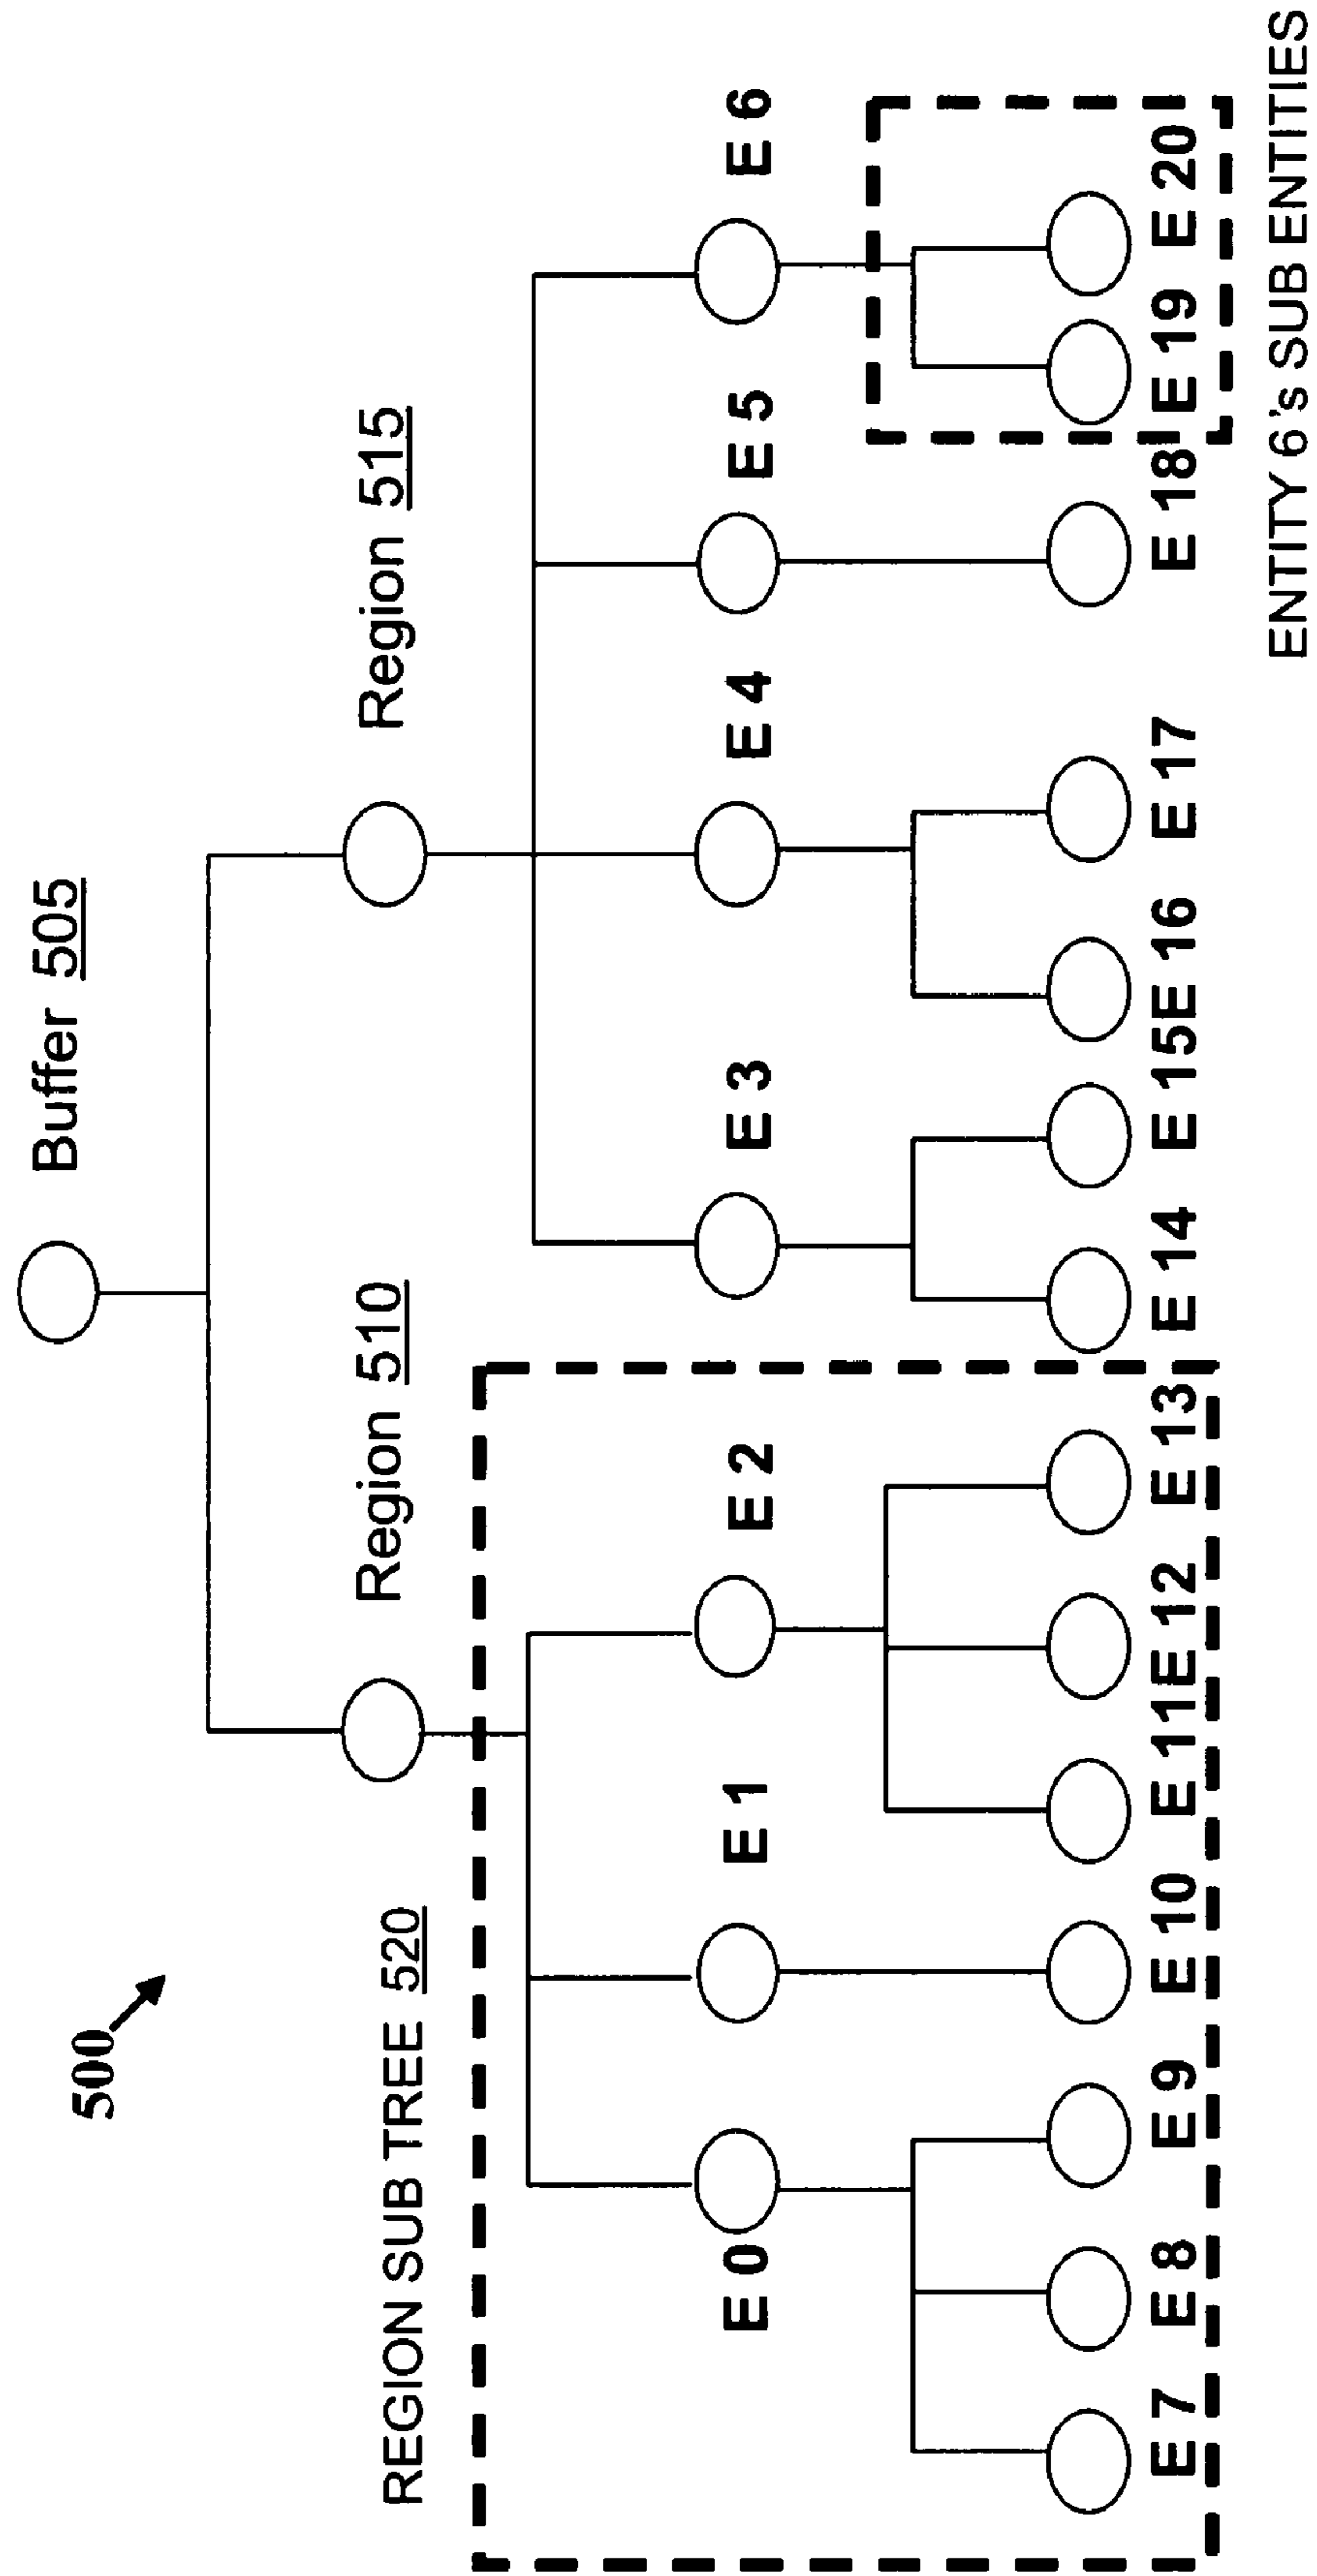 500
Buffer 505
Region 510
Region 515
REGION SUB TREE 520
E 0
E 1
E 2
E 3
E 4
E 5
E 6
E 7
E 8
E 9
E 10
E 11
E 12
E 13
E 14
E 15
E 16
E 17
E 18
E 19
E 20
ENTITY 6's SUB ENTITIES